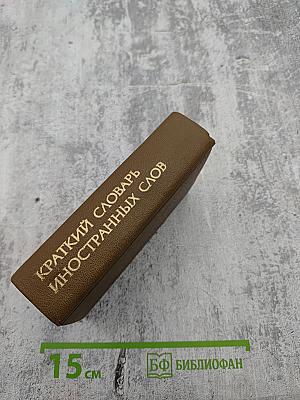 КРАТКИЙ СЛОВАРЬ
ИНОСТРАННЫХ СЛОВ
15 см
БФ БИБЛИОФАН